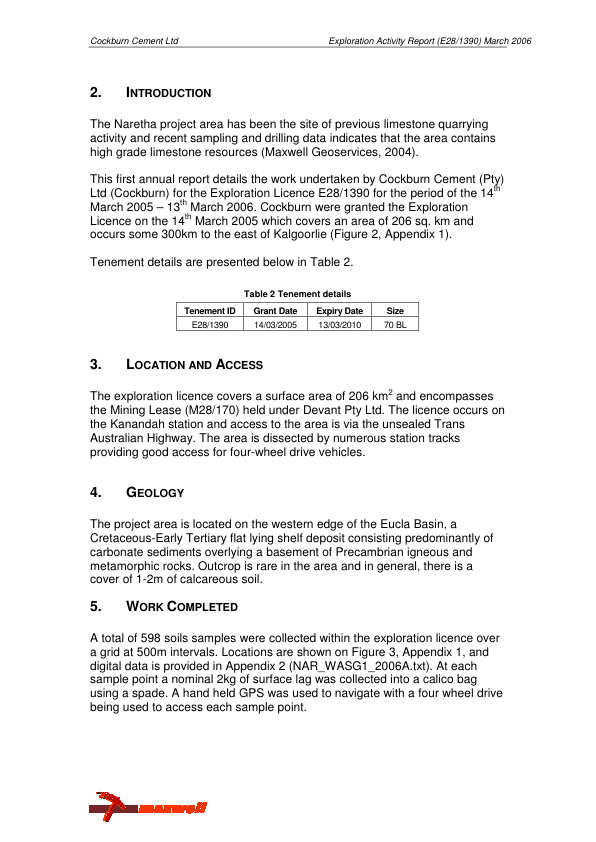 Cockburn Cement Ltd Exploration Activity Report (E28/1390) March 2006
2. INTRODUCTION
The Naretha project area has been the site of previous limestone quarrying
activity and recent sampling and drilling data indicates that the area contains
high grade limestone resources (Maxwell Geoservices, 2004).
This first annual report details the work undertaken by Cockburn Cement (Pty)
Ltd (Cockburn) for the Exploration Licence E28/1390 for the period of the 14th
March 2005 – 13th March 2006. Cockburn were granted the Exploration
Licence on the 14th March 2005 which covers an area of 206 sq. km and
occurs some 300km to the east of Kalgoorlie (Figure 2, Appendix 1).
Tenement details are presented below in Table 2.
Table 2 Tenement details
Tenement ID Grant Date Expiry Date Size
E28/1390 14/03/2005 13/03/2010 70 BL
3. LOCATION AND ACCESS
The exploration licence covers a surface area of 206 km2 and encompasses
the Mining Lease (M28/170) held under Devant Pty Ltd. The licence occurs on
the Kanandah station and access to the area is via the unsealed Trans
Australian Highway. The area is dissected by numerous station tracks
providing good access for four-wheel drive vehicles.
4. GEOLOGY
The project area is located on the western edge of the Eucla Basin, a
Cretaceous-Early Tertiary flat lying shelf deposit consisting predominantly of
carbonate sediments overlying a basement of Precambrian igneous and
metamorphic rocks. Outcrop is rare in the area and in general, there is a
cover of 1-2m of calcareous soil.
5. WORK COMPLETED
A total of 598 soils samples were collected within the exploration licence over
a grid at 500m intervals. Locations are shown on Figure 3, Appendix 1, and
digital data is provided in Appendix 2 (NAR_WASG1_2006A.txt). At each
sample point a nominal 2kg of surface lag was collected into a calico bag
using a spade. A hand held GPS was used to navigate with a four wheel drive
being used to access each sample point.
maxwell